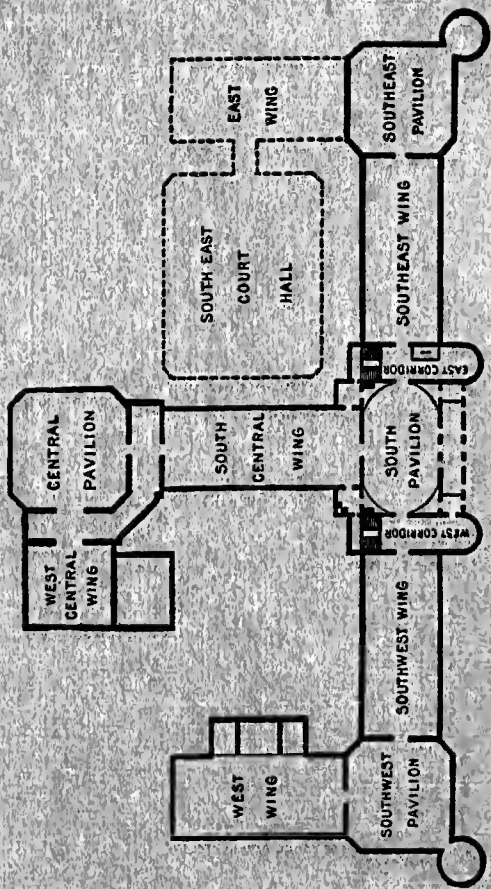 CENTRAL
PAVILION
WEST
CENTRAL
WING
EAST
WING
SOUTH EAST
COURT
HALL
SOUTH
CENTRAL
WING
WEST
WING
SOUTHWEST
PAVILION
SOUTHWEST WING
WEST CORRIDOR
SOUTH
PAVILION
EAST CORRIDOR
SOUTHEAST WING
SOUTHEAST
PAVILION